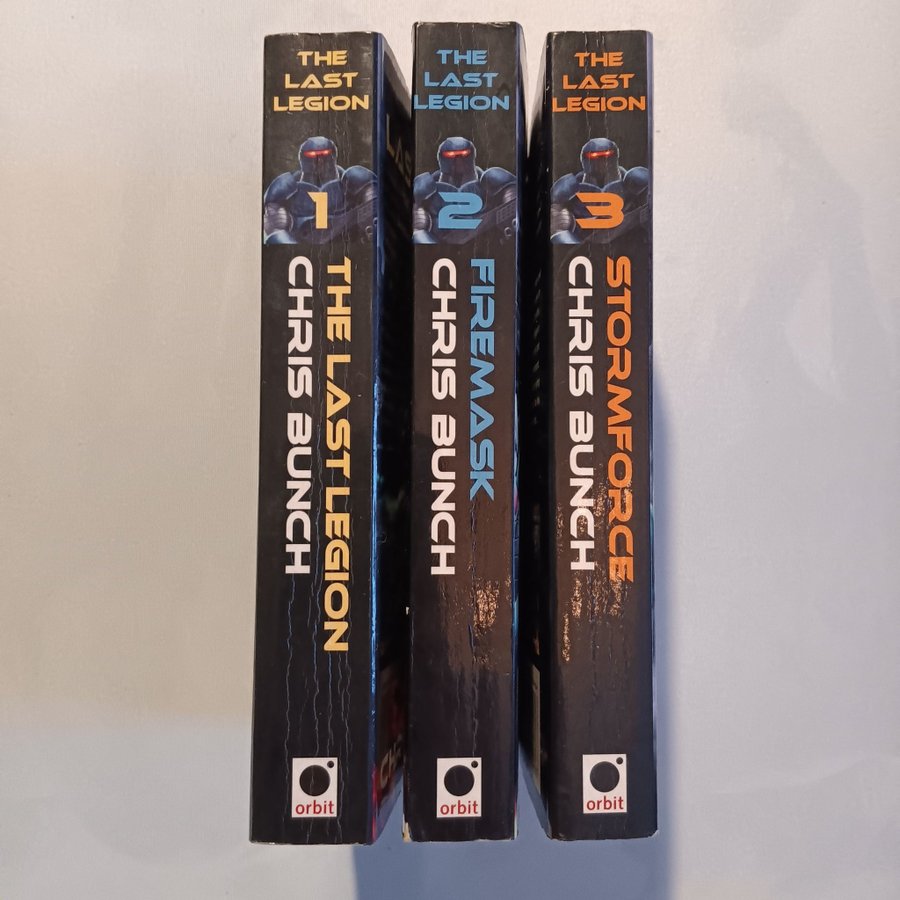 THE
LAST
LEGION
1
THE LAST LEGION
CHRIS BUNCH
orbit
THE
LAST
LEGION
2
FIREMASK
CHRIS BUNCH
orbit
THE
LAST
LEGION
3
STORMFORCE
CHRIS BUNCH
orbit